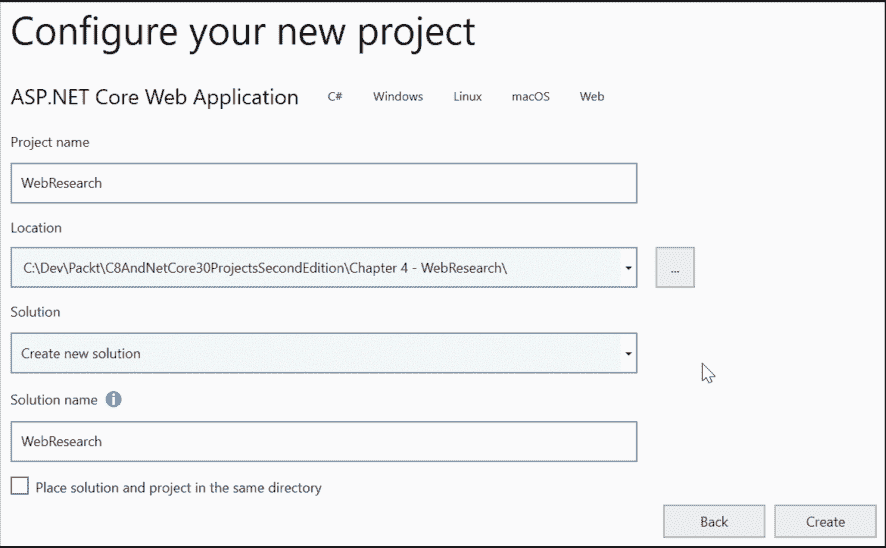 Configure your new project
ASP.NET Core Web Application C# Windows Linux macOS Web
Project name
WebResearch
Location
C:\Dev\Packt\C8AndNetCore30ProjectsSecondEdition\Chapter 4 - WebResearch\
...
Solution
Create new solution
Solution name i
WebResearch
Place solution and project in the same directory
Back Create